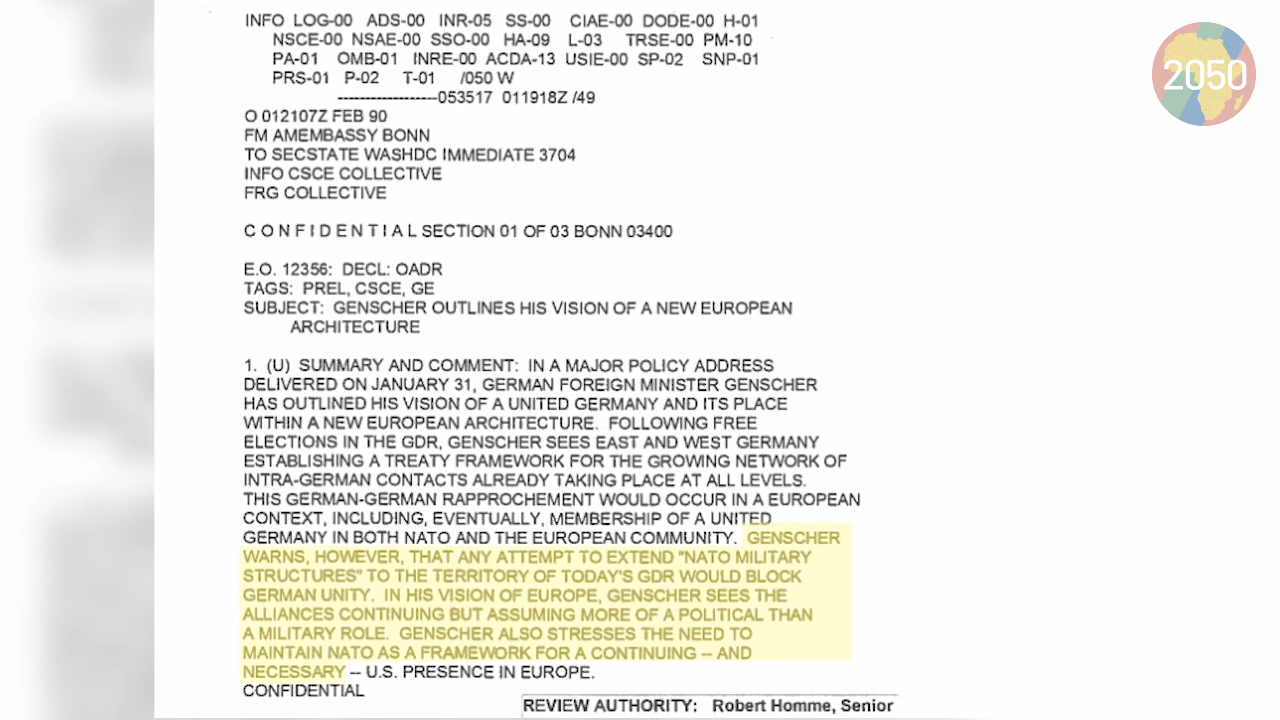 INFO LOG-00 ADS-00 INR-05 SS-00 CIAE-00 DODE-00 H-01
NSCE-00 NSAE-00 SSO-00 HA-09 L-03 TRSE-00 PM-10
PA-01 OMB-01 INRE-00 ACDA-13 USIE-00 SP-02 SNP-01
PRS-01 P-02 T-01 /050 W
------------------053517 011918Z /49
O 012107Z FEB 90
FM AMEMBASSY BONN
TO SECSTATE WASHDC IMMEDIATE 3704
INFO CSCE COLLECTIVE
FRG COLLECTIVE
C O N F I D E N T I A L SECTION 01 OF 03 BONN 03400
E.O. 12356: DECL: OADR
TAGS: PREL, CSCE, GE
SUBJECT: GENSCHER OUTLINES HIS VISION OF A NEW EUROPEAN
ARCHITECTURE
1. (U) SUMMARY AND COMMENT: IN A MAJOR POLICY ADDRESS
DELIVERED ON JANUARY 31, GERMAN FOREIGN MINISTER GENSCHER
HAS OUTLINED HIS VISION OF A UNITED GERMANY AND ITS PLACE
WITHIN A NEW EUROPEAN ARCHITECTURE. FOLLOWING FREE
ELECTIONS IN THE GDR, GENSCHER SEES EAST AND WEST GERMANY
ESTABLISHING A TREATY FRAMEWORK FOR THE GROWING NETWORK OF
INTRA-GERMAN CONTACTS ALREADY TAKING PLACE AT ALL LEVELS.
THIS GERMAN-GERMAN RAPPROCHEMENT WOULD OCCUR IN A EUROPEAN
CONTEXT, INCLUDING, EVENTUALLY, MEMBERSHIP OF A UNITED
GERMANY IN BOTH NATO AND THE EUROPEAN COMMUNITY. GENSCHER
WARNS, HOWEVER, THAT ANY ATTEMPT TO EXTEND "NATO MILITARY
STRUCTURES" TO THE TERRITORY OF TODAY'S GDR WOULD BLOCK
GERMAN UNITY. IN HIS VISION OF EUROPE, GENSCHER SEES THE
ALLIANCES CONTINUING BUT ASSUMING MORE OF A POLITICAL THAN
A MILITARY ROLE. GENSCHER ALSO STRESSES THE NEED TO
MAINTAIN NATO AS A FRAMEWORK FOR A CONTINUING -- AND
NECESSARY -- U.S. PRESENCE IN EUROPE.
CONFIDENTIAL
REVIEW AUTHORITY: Robert Homme, Senior
2050